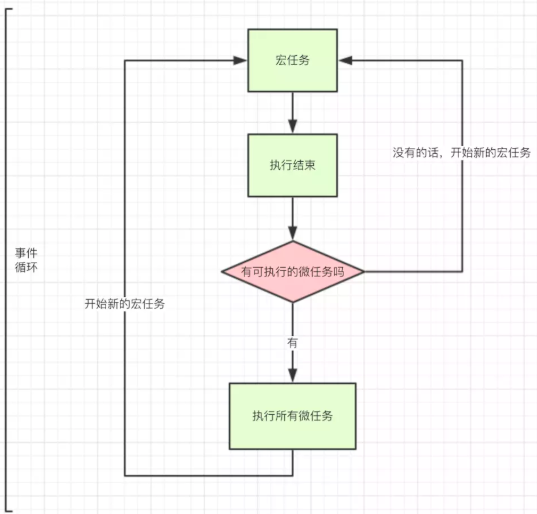 宏任务
没有的话，开始新的宏任务
执行结束
事件
循环
有可执行的微任务吗
开始新的宏任务
有
执行所有微任务